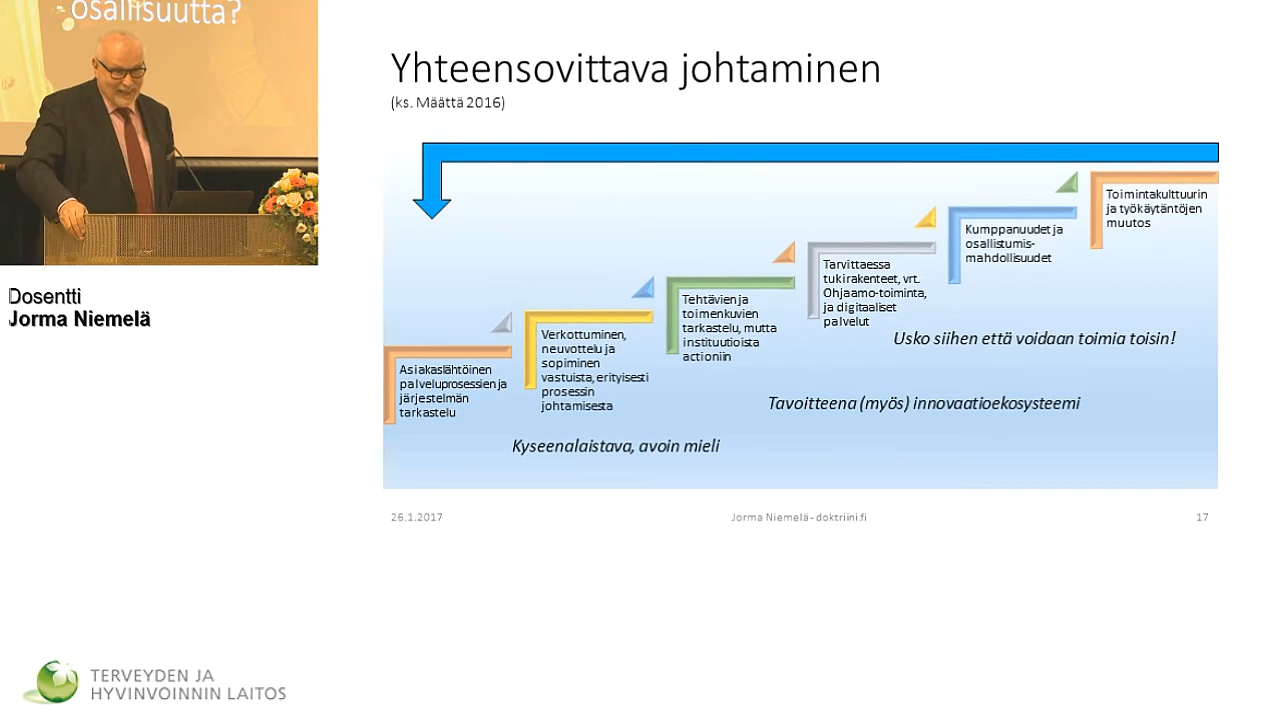 osallisuutta?
Dosentti
Jorma Niemelä
Yhteensovittava johtaminen
(ks. Määttä 2016)
Asiakaslähtöinen
palveluprosessien ja
järjestelmän
tarkastelu
Verkottuminen,
neuvottelu ja
sopiminen
vastuista, erityisesti
prosessin
johtamisesta
Tehtävien ja
toimenkuvien
tarkastelu, mutta
instituutioista
actioniin
Tarvittaessa
tukirakenteet, vrt.
Ohjaamo-toiminta,
ja digitaaliset
palvelut
Kumppanuudet ja
osallistumis-
mahdollisuudet
Toimintakulttuurin
ja työkäytäntöjen
muutos
Usko siihen että voidaan toimia toisin!
Tavoitteena (myös) innovaatioekosysteemi
Kyseenalaistava, avoin mieli
26.1.2017
Jorma Niemelä - doktriini.fi
17
TERVEYDEN JA
HYVINVOINNIN LAITOS